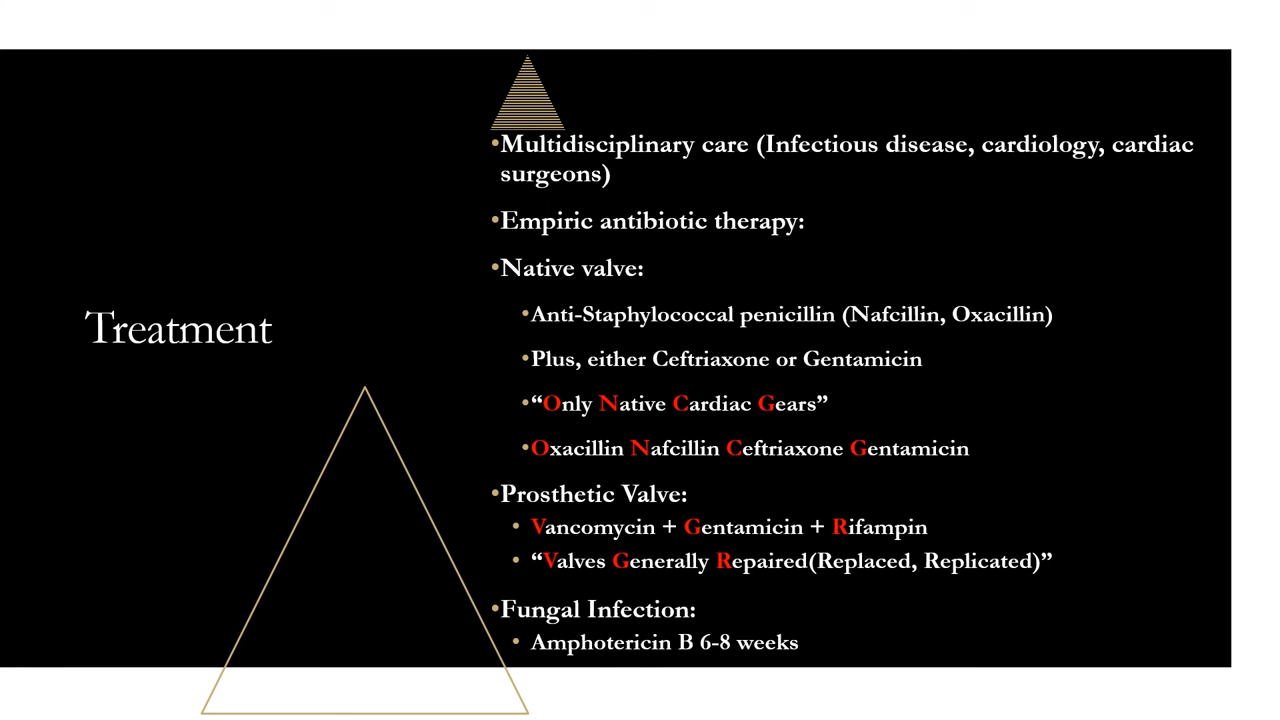 Treatment
•Multidisciplinary care (Infectious disease, cardiology, cardiac
surgeons)
•Empiric antibiotic therapy:
•Native valve:
•Anti-Staphylococcal penicillin (Nafcillin, Oxacillin)
•Plus, either Ceftriaxone or Gentamicin
•“Only Native Cardiac Gears”
•Oxacillin Nafcillin Ceftriaxone Gentamicin
•Prosthetic Valve:
• Vancomycin + Gentamicin + Rifampin
• “Valves Generally Repaired(Replaced, Replicated)”
•Fungal Infection:
• Amphotericin B 6-8 weeks